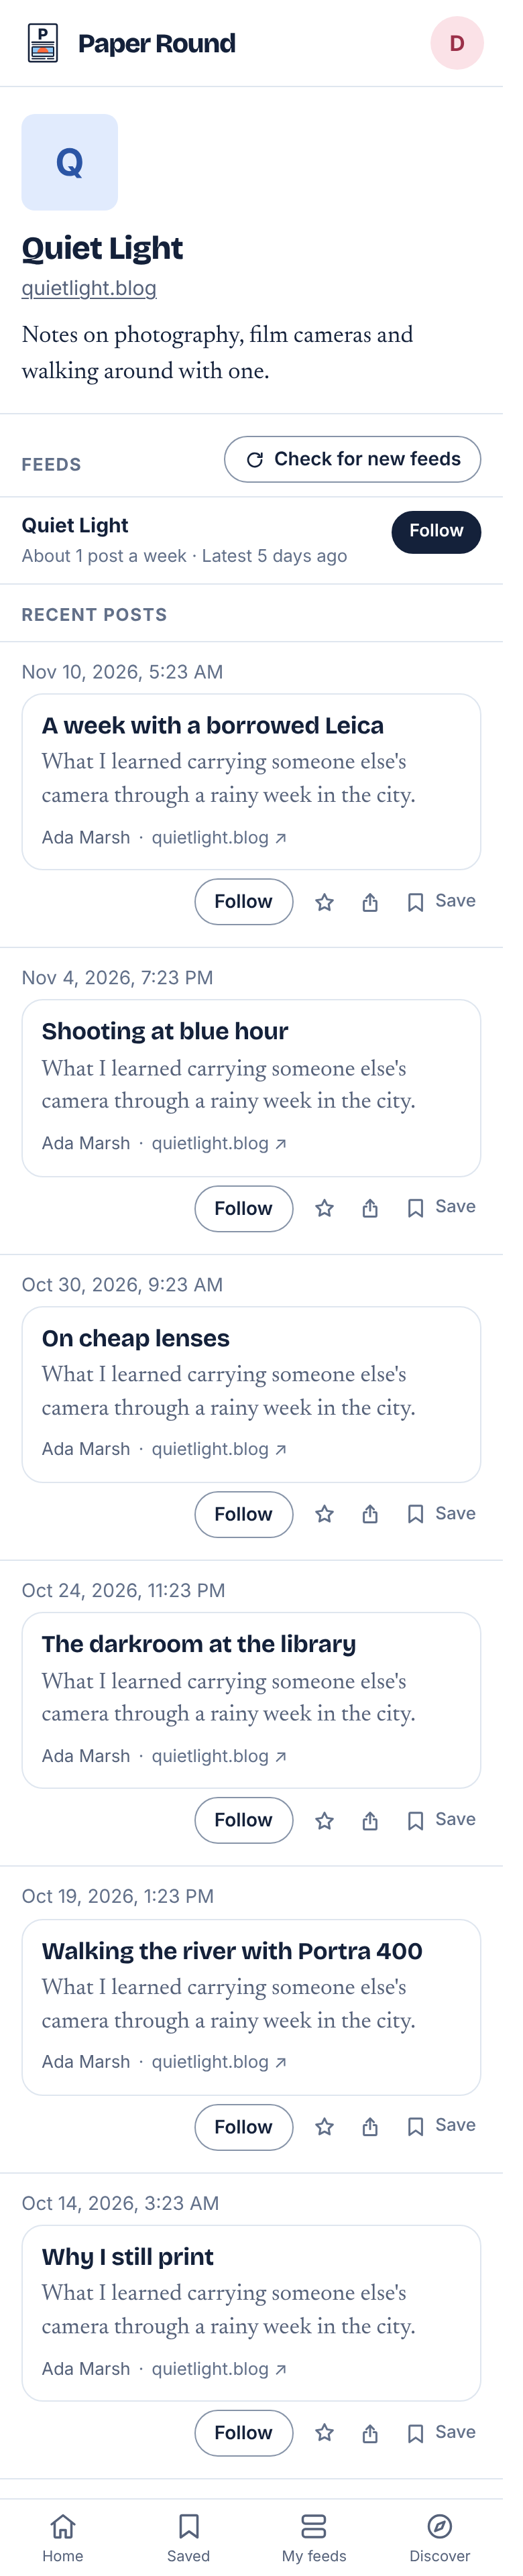 P
Paper Round
D
Q
Quiet Light
quietlight.blog
Notes on photography, film cameras and
walking around with one.
FEEDS
Check for new feeds
Quiet Light
Follow
About 1 post a week · Latest 5 days ago
RECENT POSTS
Nov 10, 2026, 5:23 AM
A week with a borrowed Leica
What I learned carrying someone else's
camera through a rainy week in the city.
Ada Marsh · quietlight.blog ↗
Follow
Save
Nov 4, 2026, 7:23 PM
Shooting at blue hour
What I learned carrying someone else's
camera through a rainy week in the city.
Ada Marsh · quietlight.blog ↗
Follow
Save
Oct 30, 2026, 9:23 AM
On cheap lenses
What I learned carrying someone else's
camera through a rainy week in the city.
Ada Marsh · quietlight.blog ↗
Follow
Save
Oct 24, 2026, 11:23 PM
The darkroom at the library
What I learned carrying someone else's
camera through a rainy week in the city.
Ada Marsh · quietlight.blog ↗
Follow
Save
Oct 19, 2026, 1:23 PM
Walking the river with Portra 400
What I learned carrying someone else's
camera through a rainy week in the city.
Ada Marsh · quietlight.blog ↗
Follow
Save
Oct 14, 2026, 3:23 AM
Why I still print
What I learned carrying someone else's
camera through a rainy week in the city.
Ada Marsh · quietlight.blog ↗
Follow
Save
Home
Saved
My feeds
Discover